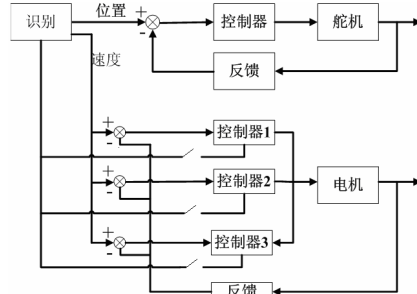 识别
位置
+
-
控制器
舵机
反馈
速度
+
-
控制器1
+
-
控制器2
电机
+
-
控制器3
反馈